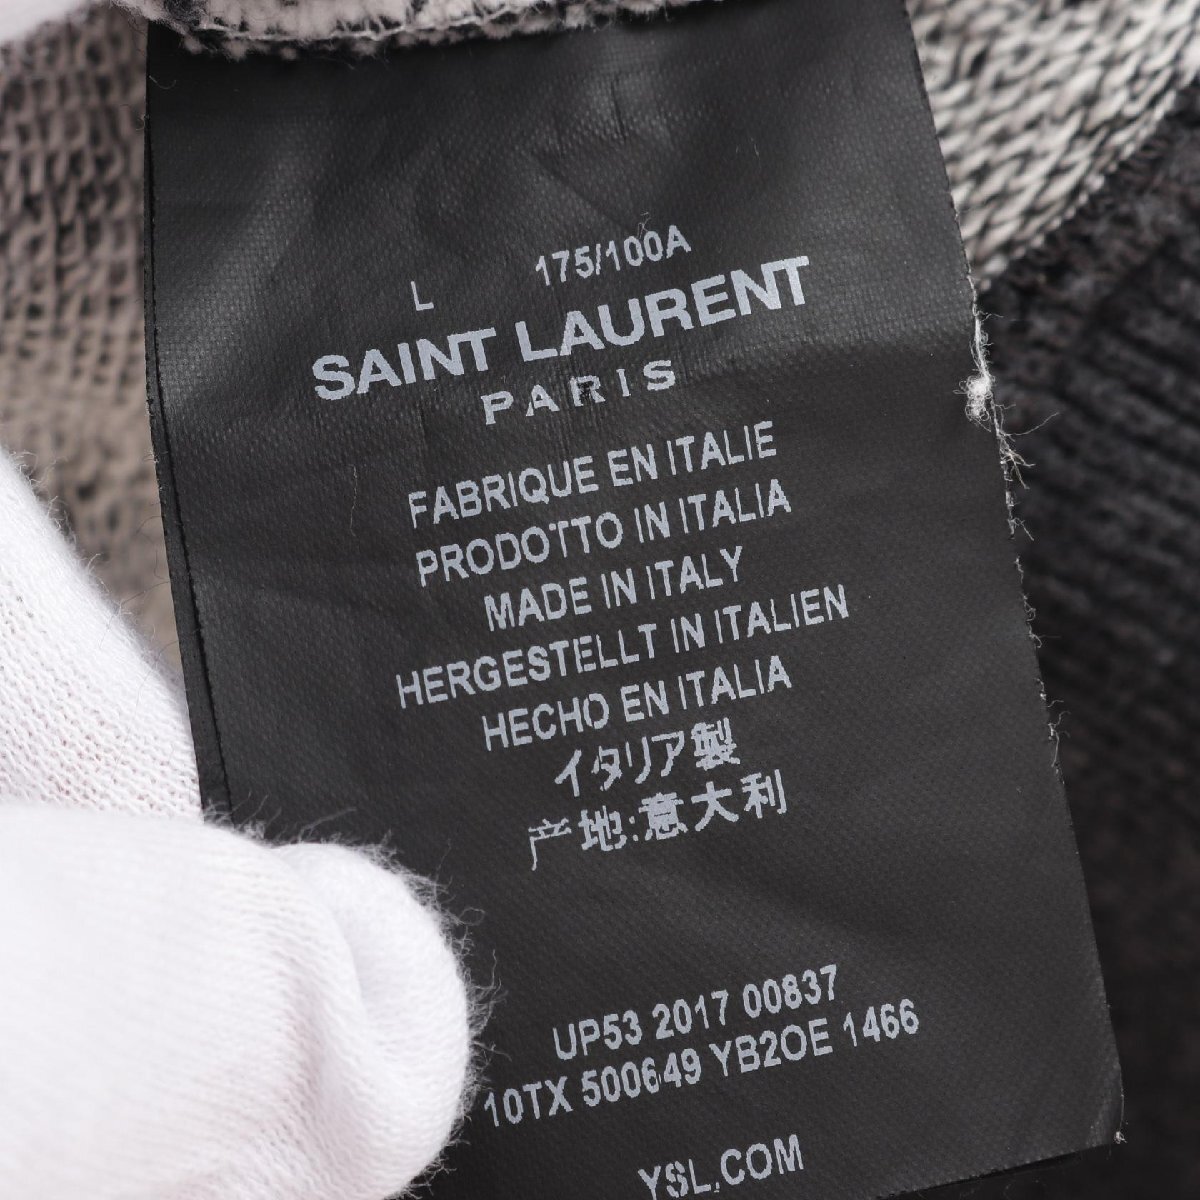 L 175/100A
SAINT LAURENT
PARIS
FABRIQUE EN ITALIE
PRODOTTO IN ITALIA
MADE IN ITALY
HERGESTELLT IN ITALIEN
HECHO EN ITALIA
イタリア製
产地:意大利
UP53 2017 00837
10TX 500649 YB2OE 1466
YSL.COM